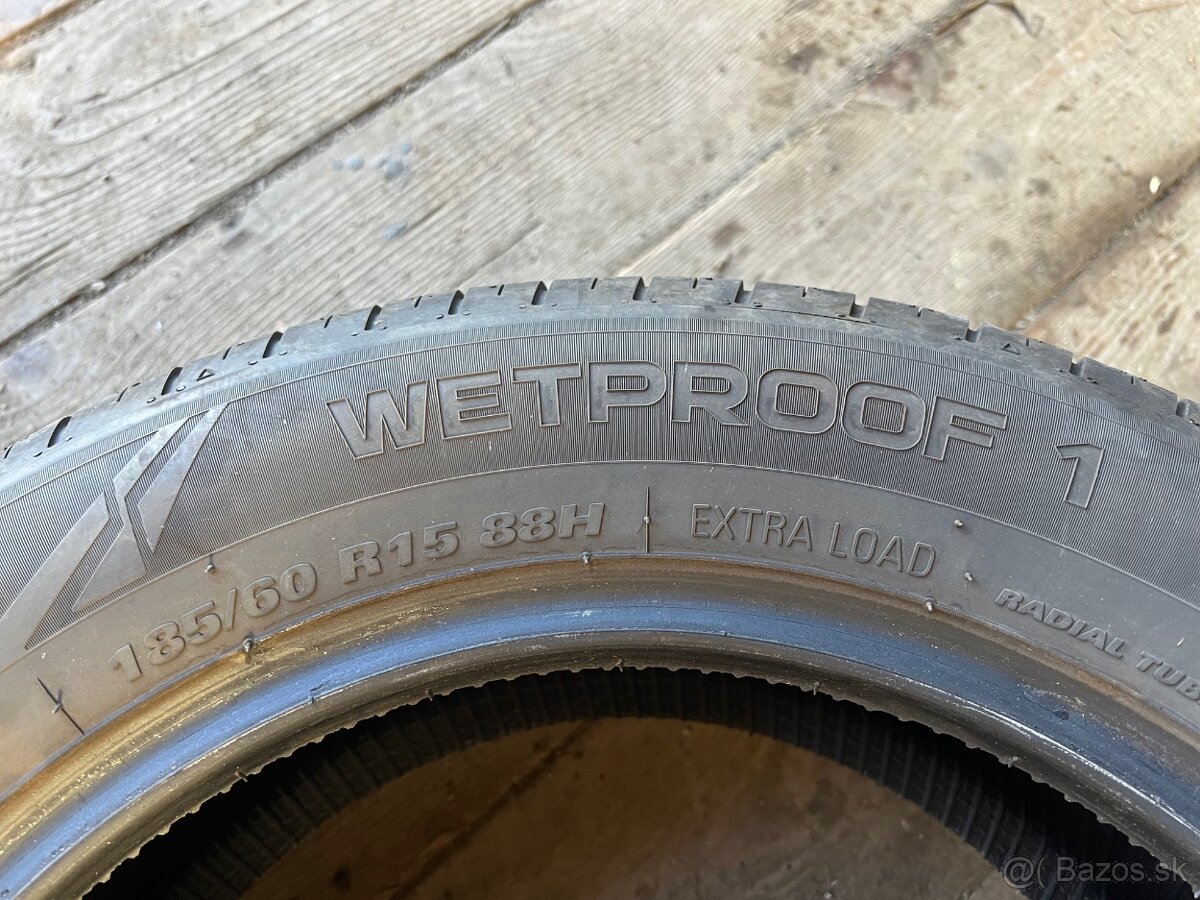 WETPROOF 1
185/60 R15 88H EXTRA LOAD
RADIAL TUB
@( Bazos.sk